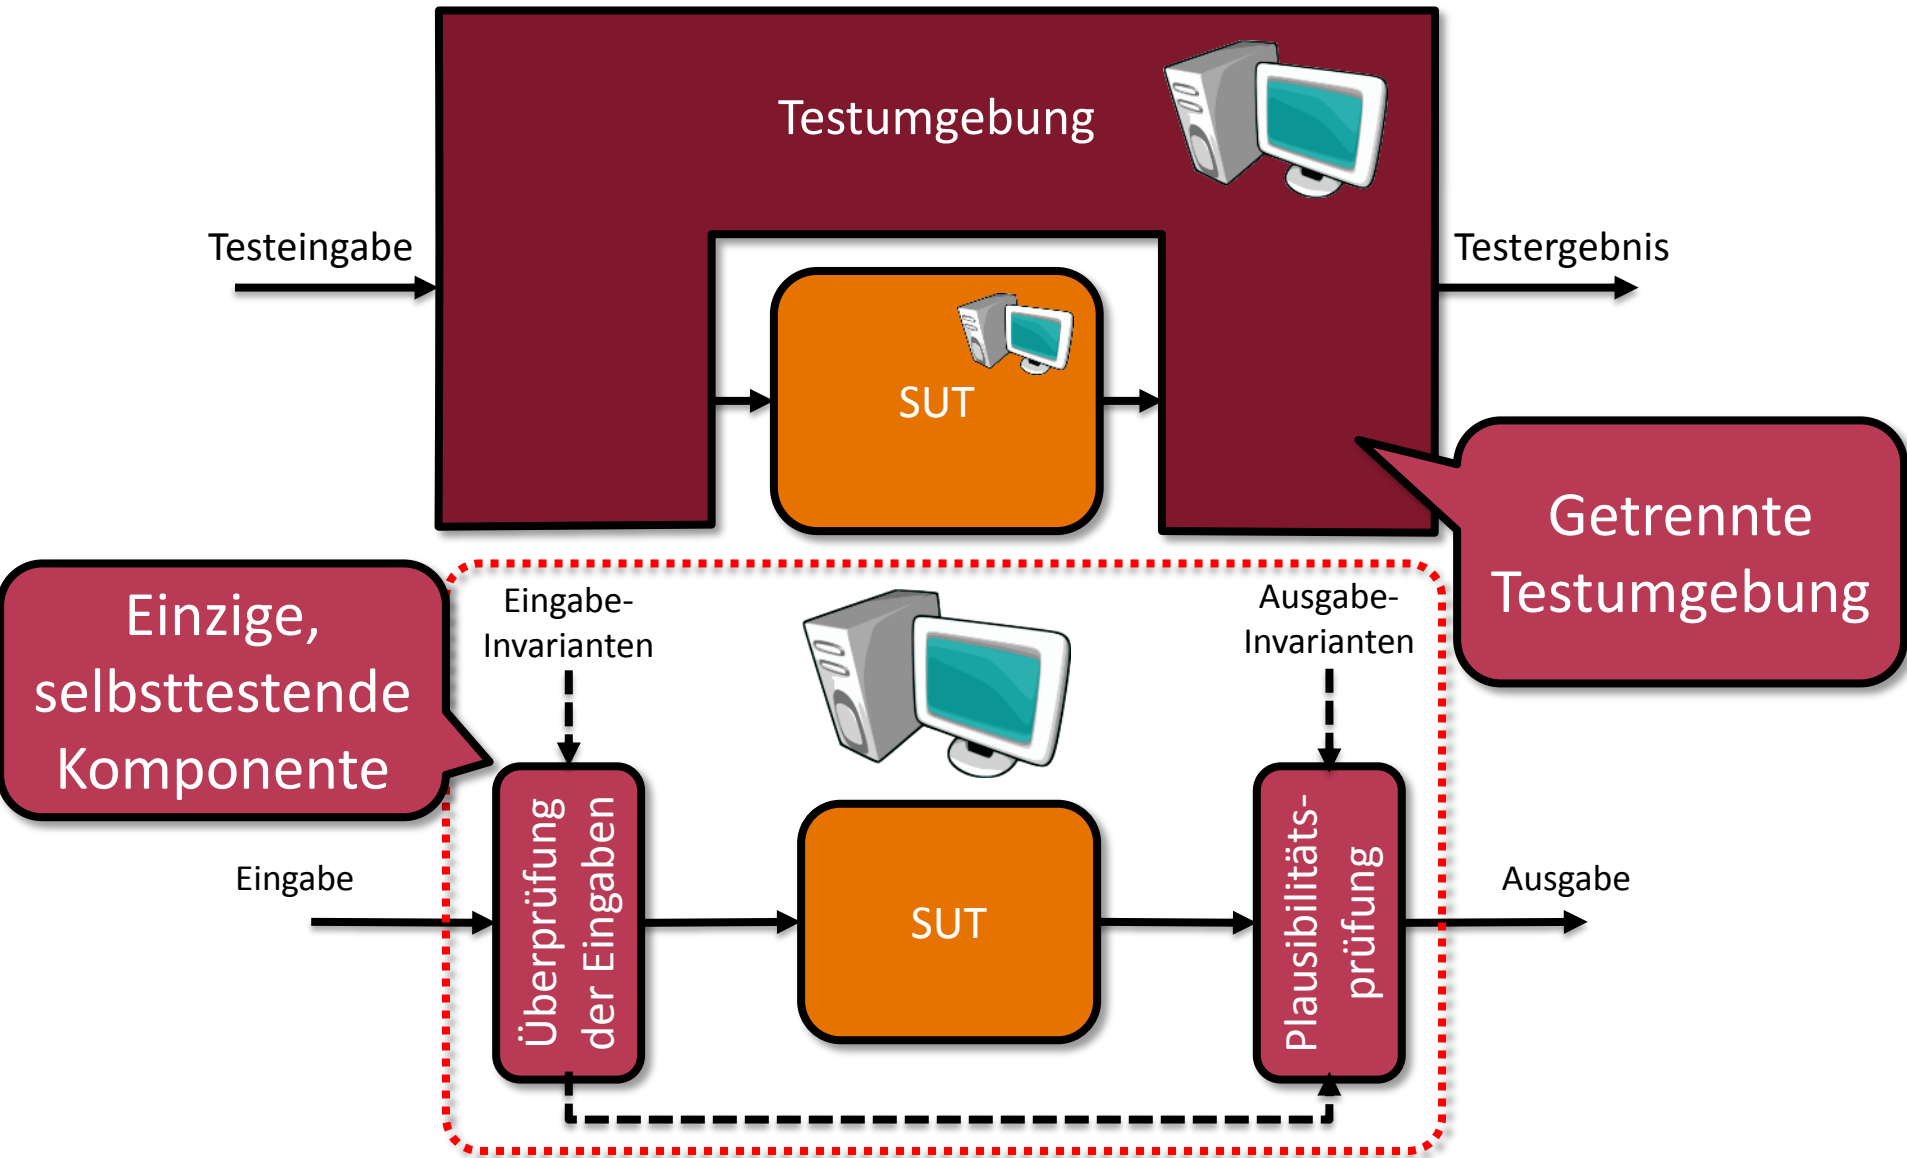 Testumgebung
Testeingabe
Testergebnis
SUT
Getrennte
Testumgebung
Einzige,
selbsttestende
Komponente
Eingabe-
Invarianten
Ausgabe-
Invarianten
Eingabe
Überprüfung
der Eingaben
SUT
Plausibilitäts-
prüfung
Ausgabe